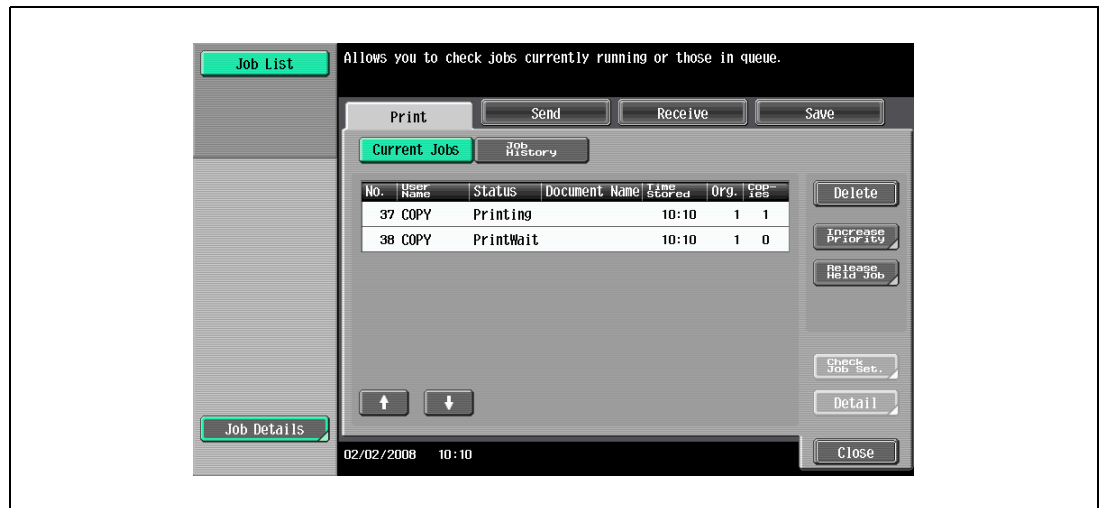 Job List
Allows you to check jobs currently running or those in queue.
Print
Send
Receive
Save
Current Jobs
Job
History
No. User Name Status Document Name Time stored Org. Cop-ies
37 COPY Printing 10:10 1 1
38 COPY PrintWait 10:10 1 0
Delete
Increase
Priority
Release
Held Job
Check
Job Set.
Detail
Job Details
02/02/2008 10:10
Close